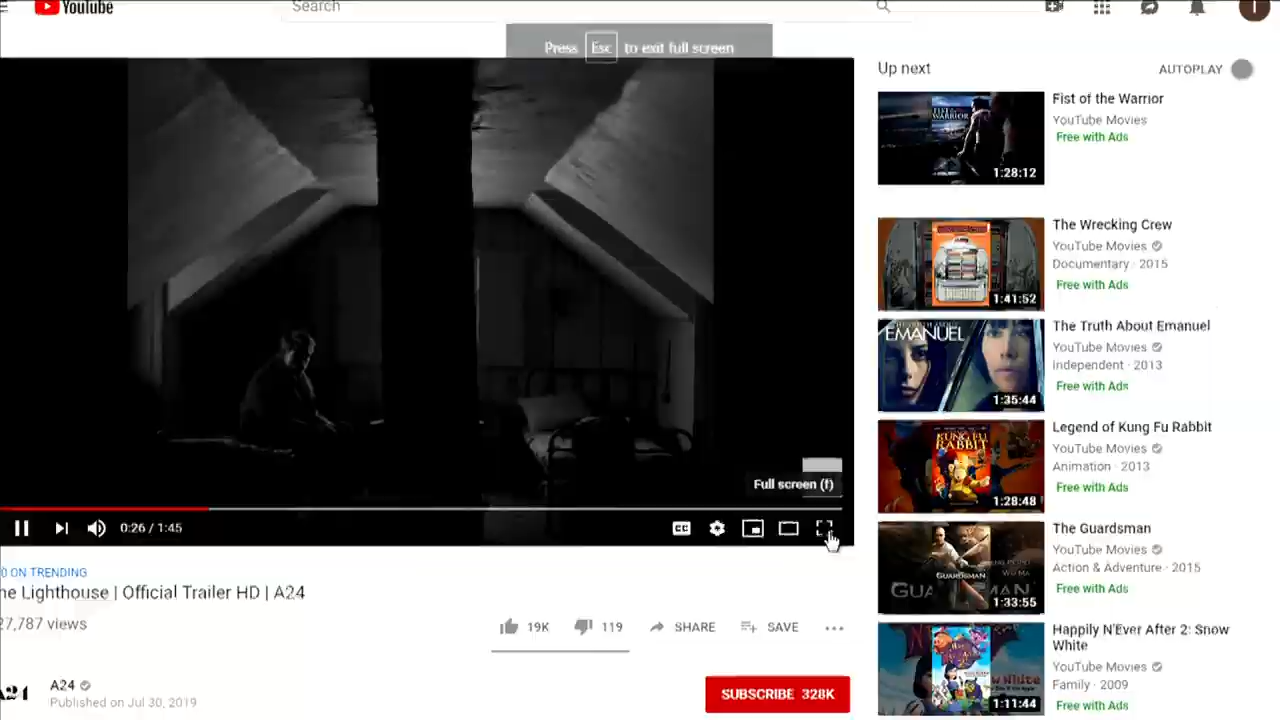 YouTube
Search
Press Esc to exit full screen
Up next
AUTOPLAY
Fist of the Warrior
YouTube Movies
Free with Ads
1:28:12
The Wrecking Crew
YouTube Movies
Documentary · 2015
Free with Ads
1:41:52
The Truth About Emanuel
YouTube Movies
Independent · 2013
Free with Ads
EMANUEL
1:35:44
Legend of Kung Fu Rabbit
YouTube Movies
Animation · 2013
Free with Ads
KUNG FU
RABBIT
1:28:48
The Guardsman
YouTube Movies
Action & Adventure · 2015
Free with Ads
GUARDSMAN
1:33:55
Happily N'Ever After 2: Snow
White
YouTube Movies
Family · 2009
Free with Ads
1:11:44
Full screen (f)
0:26 / 1:45
CC
ON TRENDING
he Lighthouse | Official Trailer HD | A24
27,787 views
19K
119
SHARE
SAVE
A24
A24
Published on Jul 30, 2019
SUBSCRIBE 328K